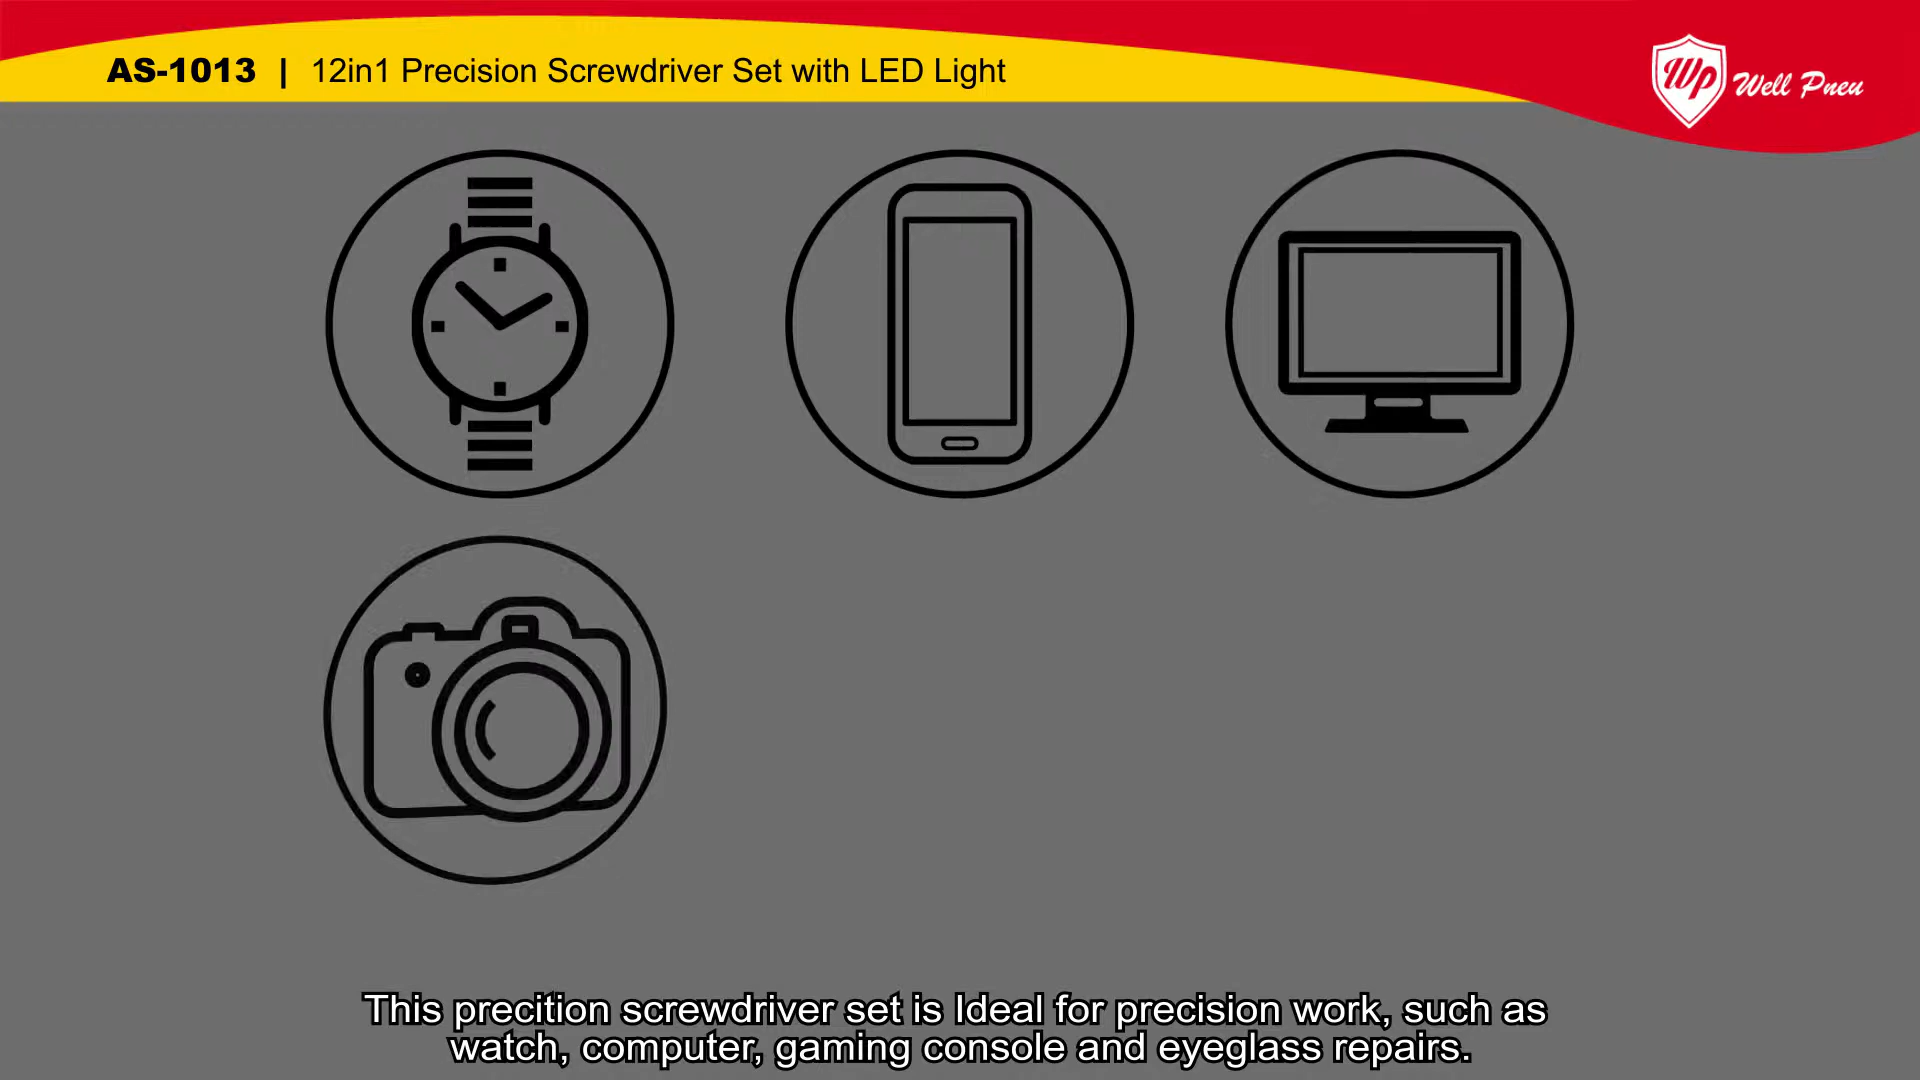 AS-1013 | 12in1 Precision Screwdriver Set with LED Light
Wp Well Pneu
This precition screwdriver set is Ideal for precision work, such as
watch, computer, gaming console and eyeglass repairs.